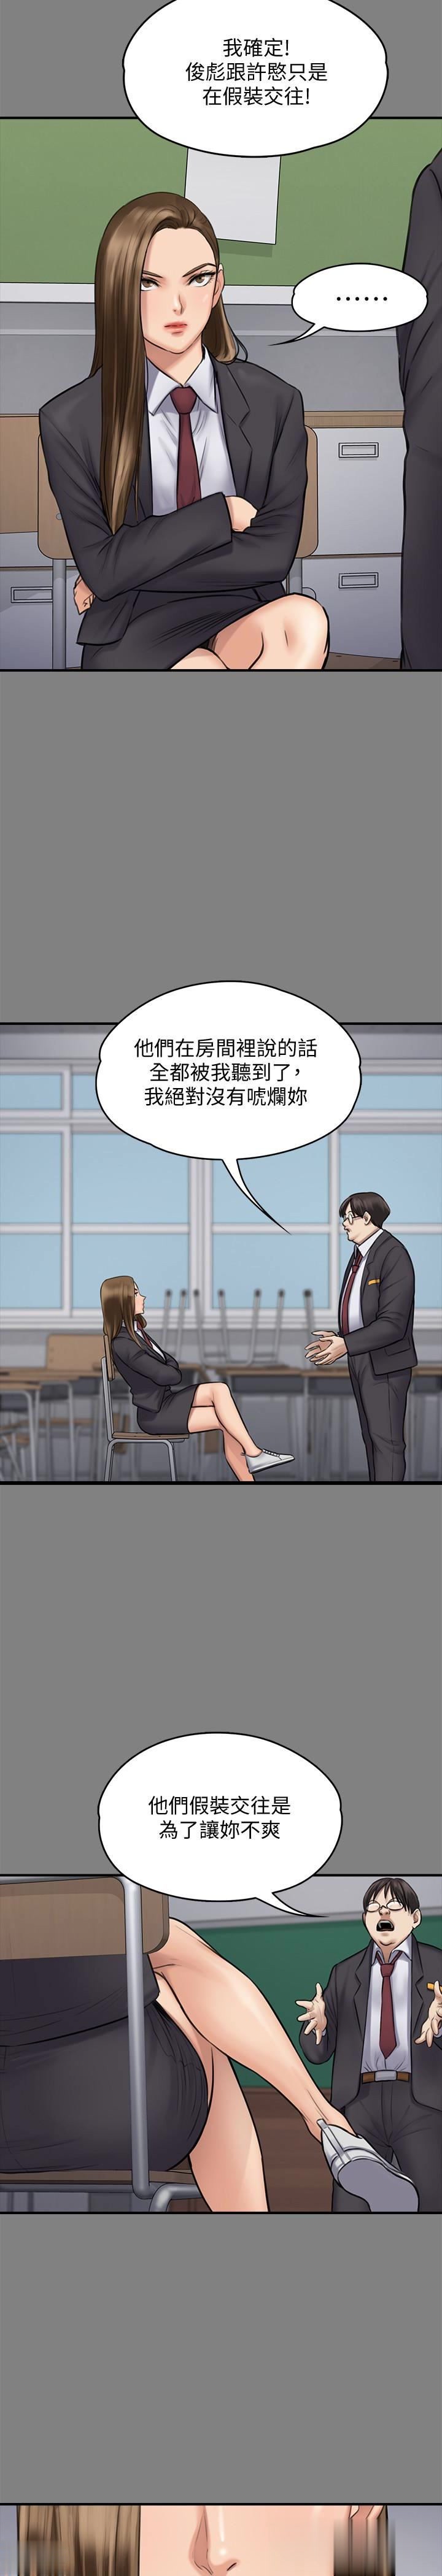 我確定!
俊彪跟許愍只是
在假裝交往!
······
他們在房間裡說的話
全都被我聽到了,
我絕對沒有唬爛妳
他們假裝交往是
為了讓妳不爽